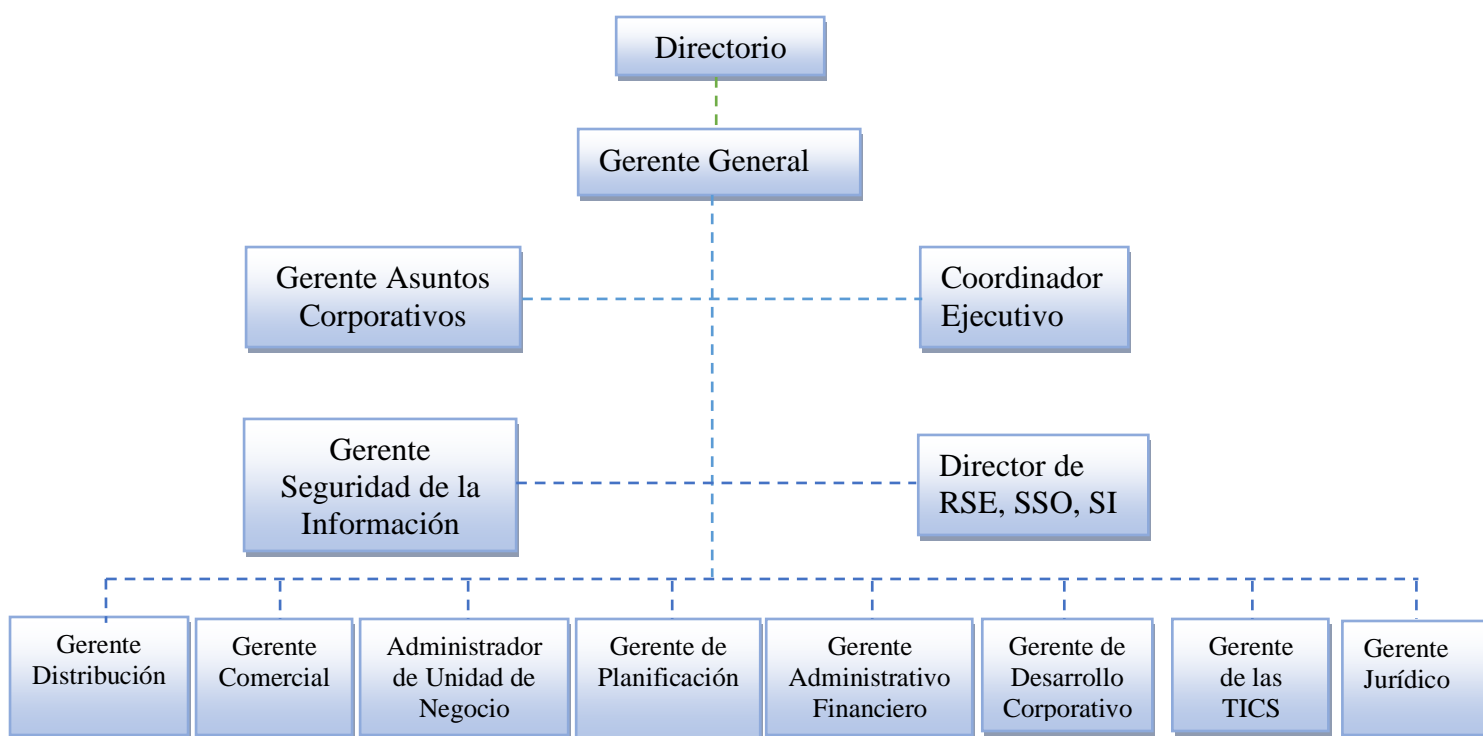 Directorio
Gerente General
Gerente Asuntos
Corporativos
Coordinador
Ejecutivo
Gerente
Seguridad de la
Información
Director de
RSE, SSO, SI
Gerente
Distribución
Gerente
Comercial
Administrador
de Unidad de
Negocio
Gerente de
Planificación
Gerente
Administrativo
Financiero
Gerente de
Desarrollo
Corporativo
Gerente
de las
TICS
Gerente
Jurídico